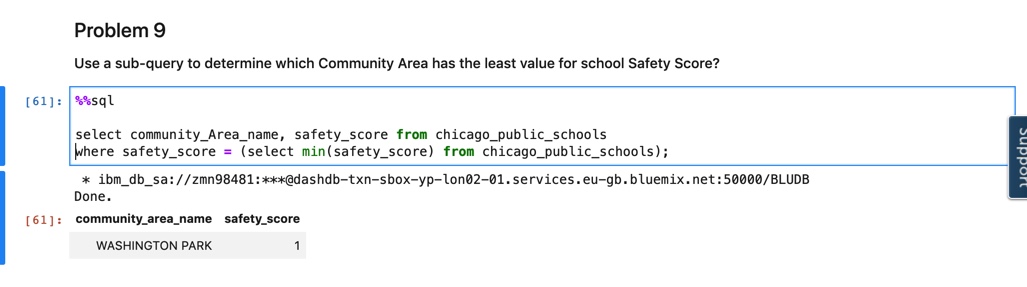 Problem 9
Use a sub-query to determine which Community Area has the least value for school Safety Score?
[61]: %%sql
select community_Area_name, safety_score from chicago_public_schools
where safety_score = (select min(safety_score) from chicago_public_schools);
* ibm_db_sa://zmn98481:***@dashdb-txn-sbox-yp-lon02-01.services.eu-gb.bluemix.net:50000/BLUDB
Done.
[61]: community_area_name safety_score
WASHINGTON PARK 1
Support